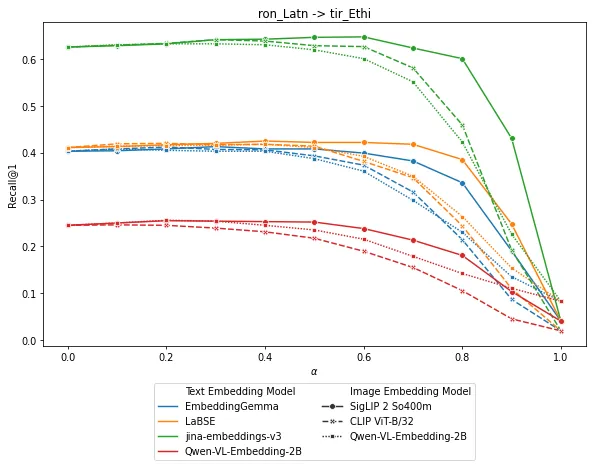 ron_Latn -> tir_Ethi
Recall@1
0.6
0.5
0.4
0.3
0.2
0.1
0.0
0.0 0.2 0.4 0.6 0.8 1.0
α
Text Embedding Model
EmbeddingGemma
LaBSE
jina-embeddings-v3
Qwen-VL-Embedding-2B
Image Embedding Model
SigLIP 2 So400m
CLIP ViT-B/32
Qwen-VL-Embedding-2B